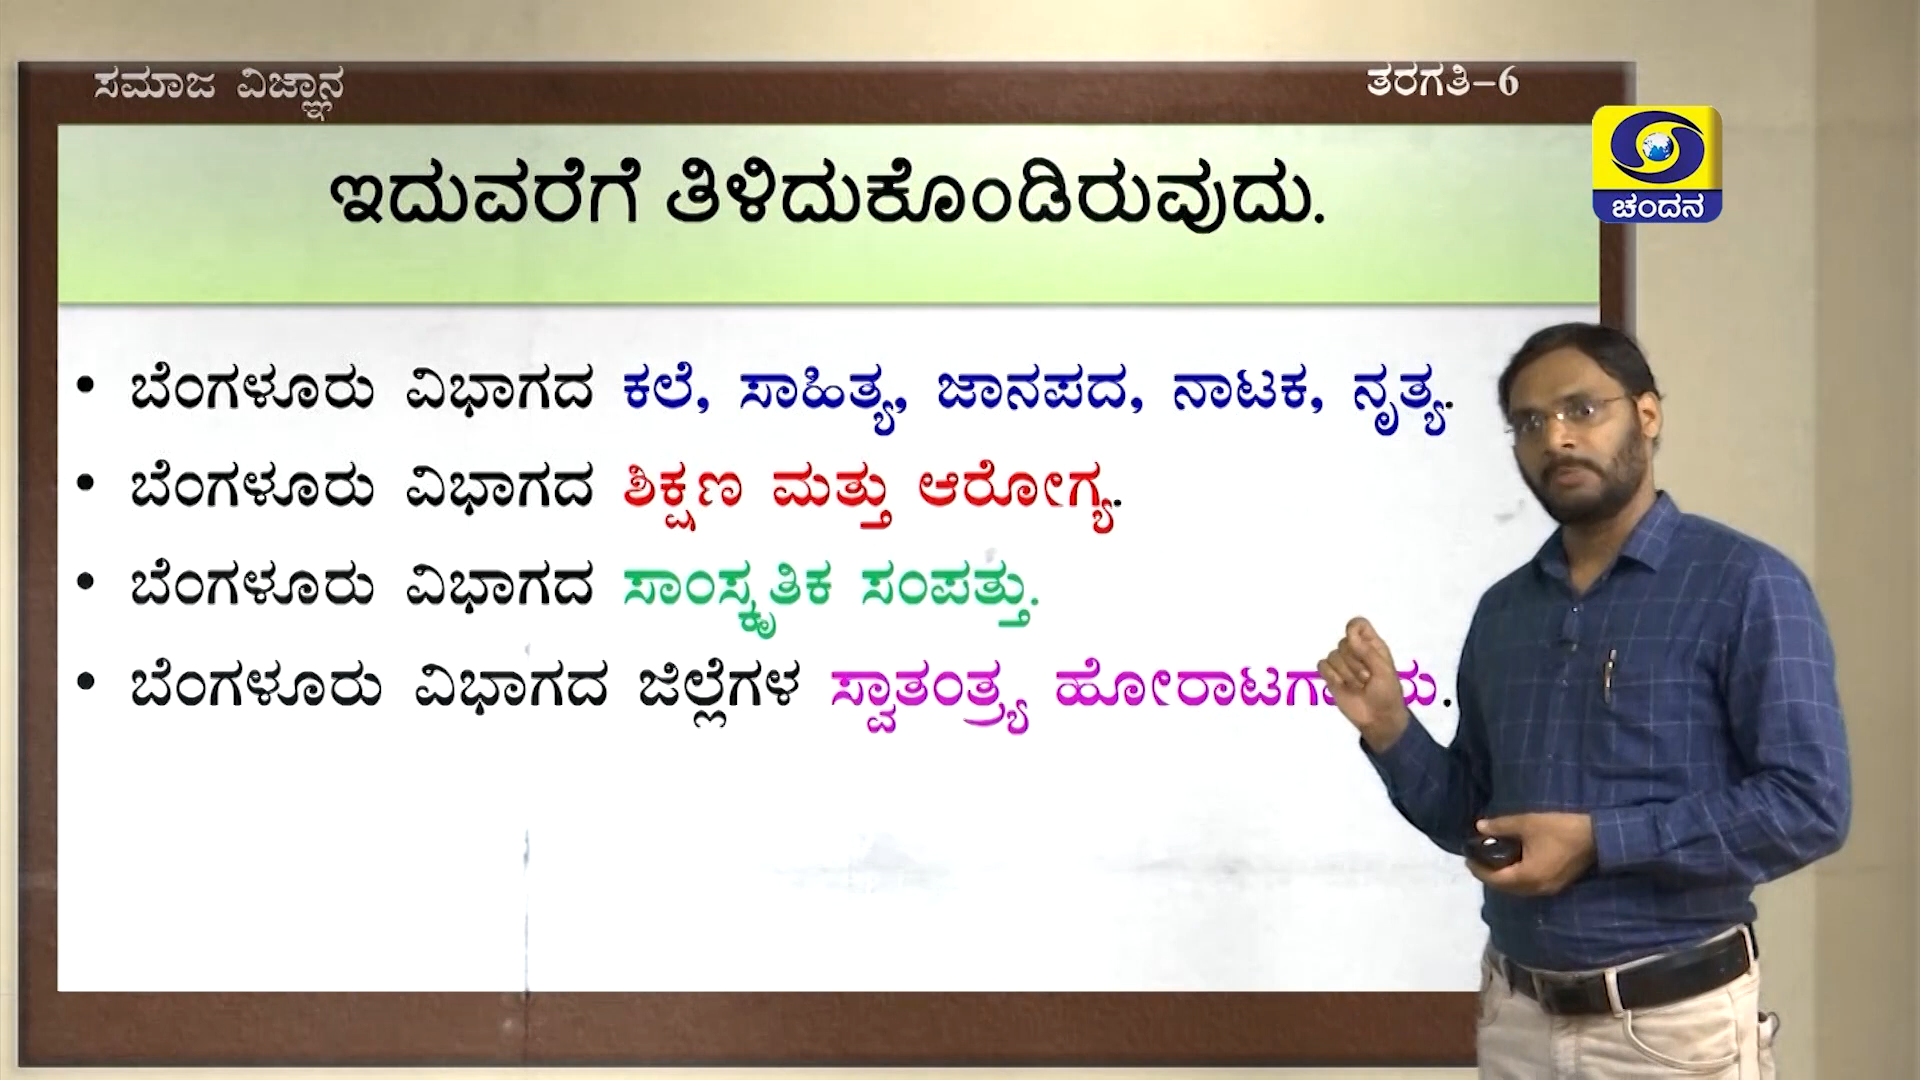 ಸಮಾಜ ವಿಜ್ಞಾನ
ತರಗತಿ-6
ಚಂದನ
ಇದುವರೆಗೆ ತಿಳಿದುಕೊಂಡಿರುವುದು.
• ಬೆಂಗಳೂರು ವಿಭಾಗದ ಕಲೆ, ಸಾಹಿತ್ಯ, ಜಾನಪದ, ನಾಟಕ, ನೃತ್ಯ.
• ಬೆಂಗಳೂರು ವಿಭಾಗದ ಶಿಕ್ಷಣ ಮತ್ತು ಆರೋಗ್ಯ.
• ಬೆಂಗಳೂರು ವಿಭಾಗದ ಸಾಂಸ್ಕೃತಿಕ ಸಂಪತ್ತು.
• ಬೆಂಗಳೂರು ವಿಭಾಗದ ಜಿಲ್ಲೆಗಳ ಸ್ವಾತಂತ್ರ್ಯ